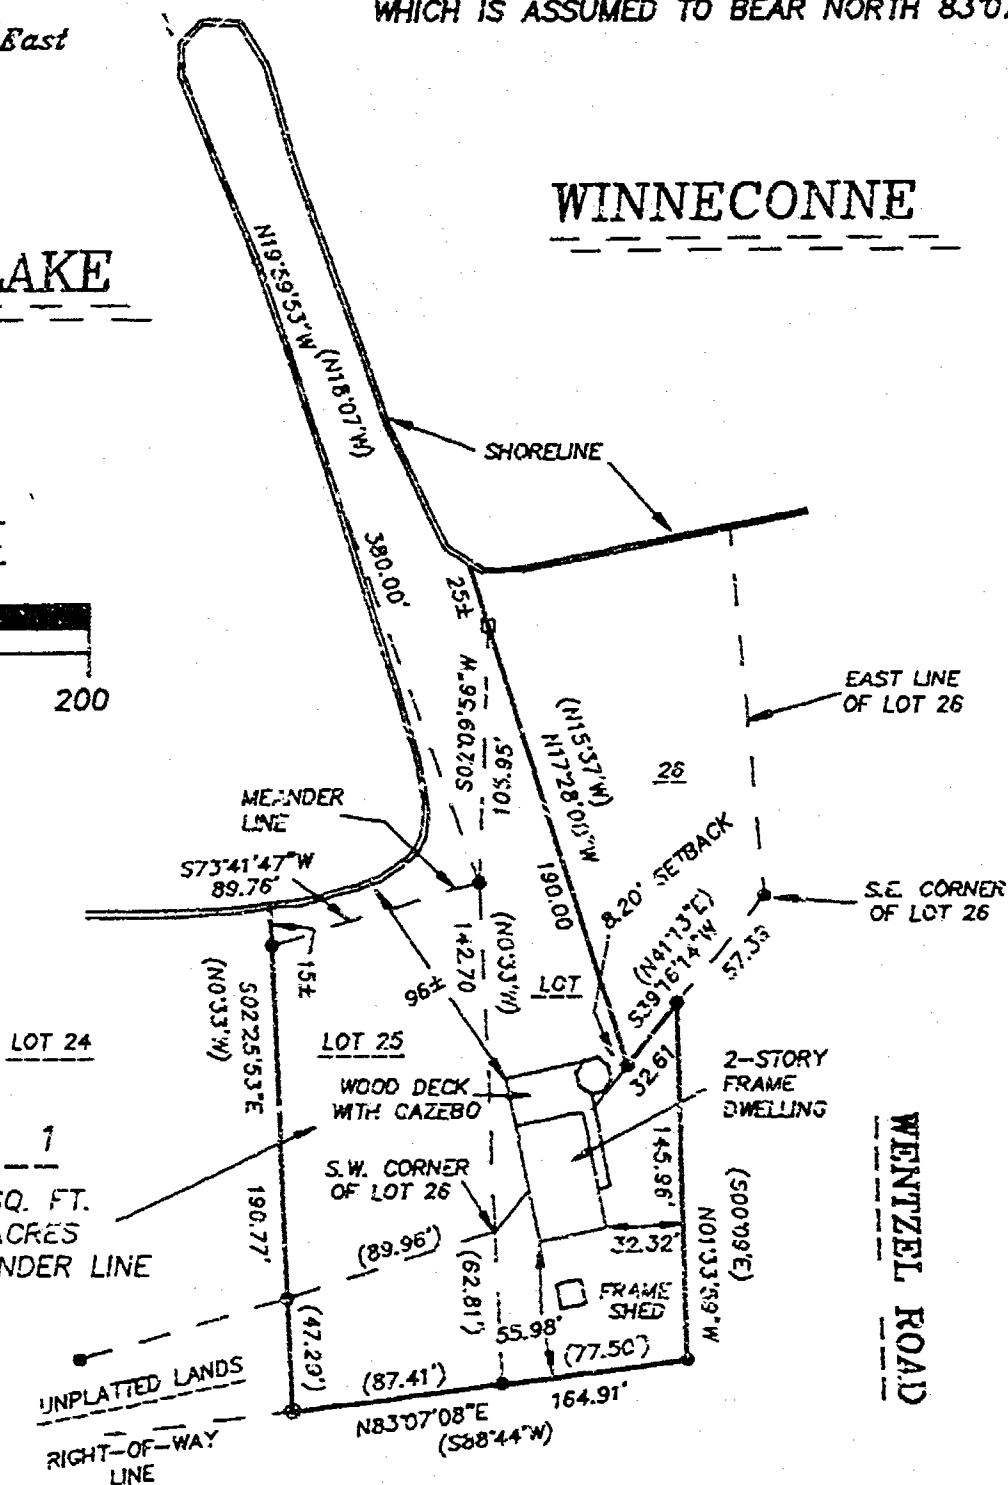 WHICH IS ASSUMED TO BEAR NORTH 83°07
East
WINNECONNE
LAKE
N19°59'53"W
(N18°07'W)
SHORELINE
380.00'
25±
200
EAST LINE
OF LOT 26
S07°09'56"W
105.95'
(N15°37'W)
N17°28'00"W
190.00
26
MEANDER
LINE
S73°41'47"W
89.76'
8.20' SETBACK
S.E. CORNER
OF LOT 26
(N41°13"E)
S39°16'14"W
57.33
15±
96±
142.70
(N0°33'W)
LOT
32.61
S02°25'53"E
(N0°33'W)
LOT 24
LOT 25
WOOD DECK
WITH GAZEBO
2-STORY
FRAME
DWELLING
1
SQ. FT.
ACRES
NDER LINE
S.W. CORNER
OF LOT 26
190.77'
(89.96')
(62.81')
145.96'
32.32'
(S00°09'E)
N01°33'59"W
WENTZEL ROAD
FRAME
SHED
55.98'
(47.29')
(87.41')
(77.50')
164.91'
N83°07'08"E
(S88°44'W)
UNPLATTED LANDS
RIGHT-OF-WAY
LINE